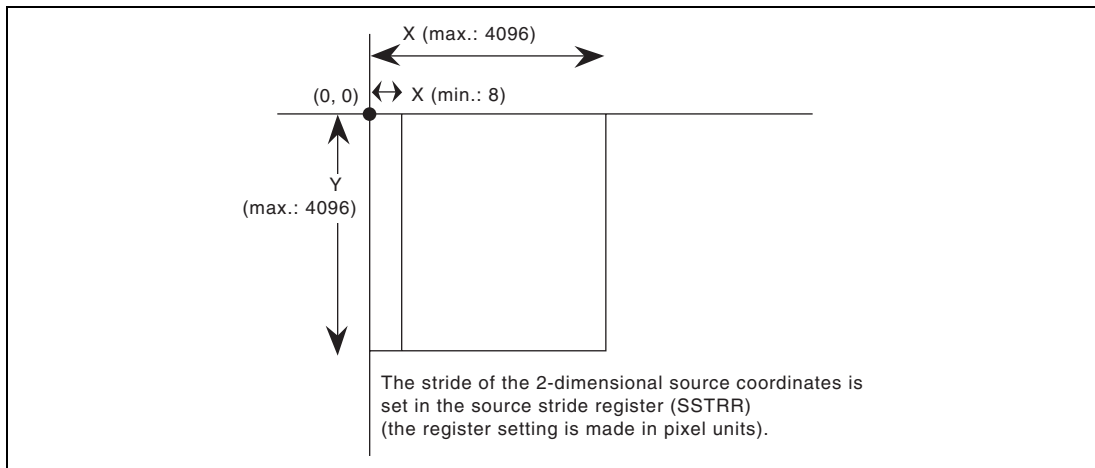 X (max.: 4096)
(0, 0)
X (min.: 8)
Y
(max.: 4096)
The stride of the 2-dimensional source coordinates is
set in the source stride register (SSTRR)
(the register setting is made in pixel units).